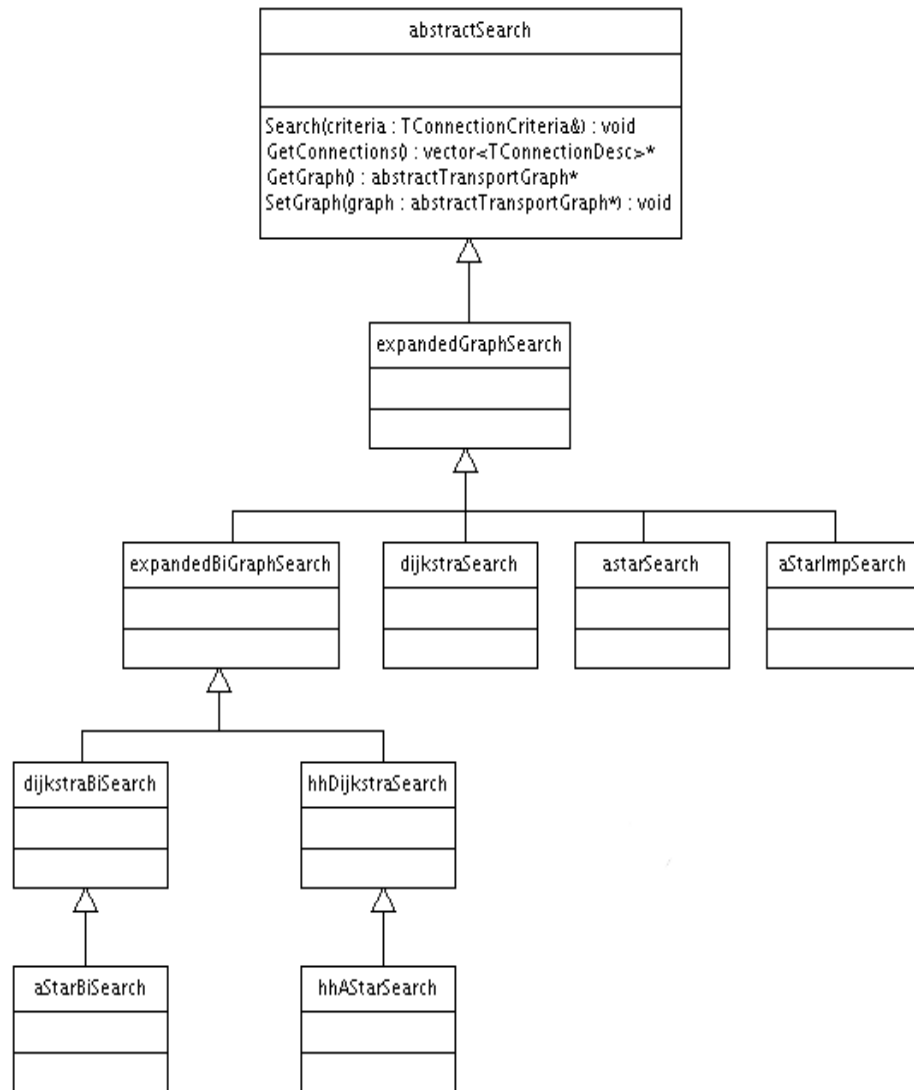 abstractSearch
Search(criteria : TConnectionCriteria&) : void
GetConnections() : vector<TConnectionDesc>*
GetGraph() : abstractTransportGraph*
SetGraph(graph : abstractTransportGraph*) : void
expandedGraphSearch
expandedBiGraphSearch
dijkstraSearch
astarSearch
aStarImpSearch
dijkstraBiSearch
hhDijkstraSearch
aStarBiSearch
hhAStarSearch